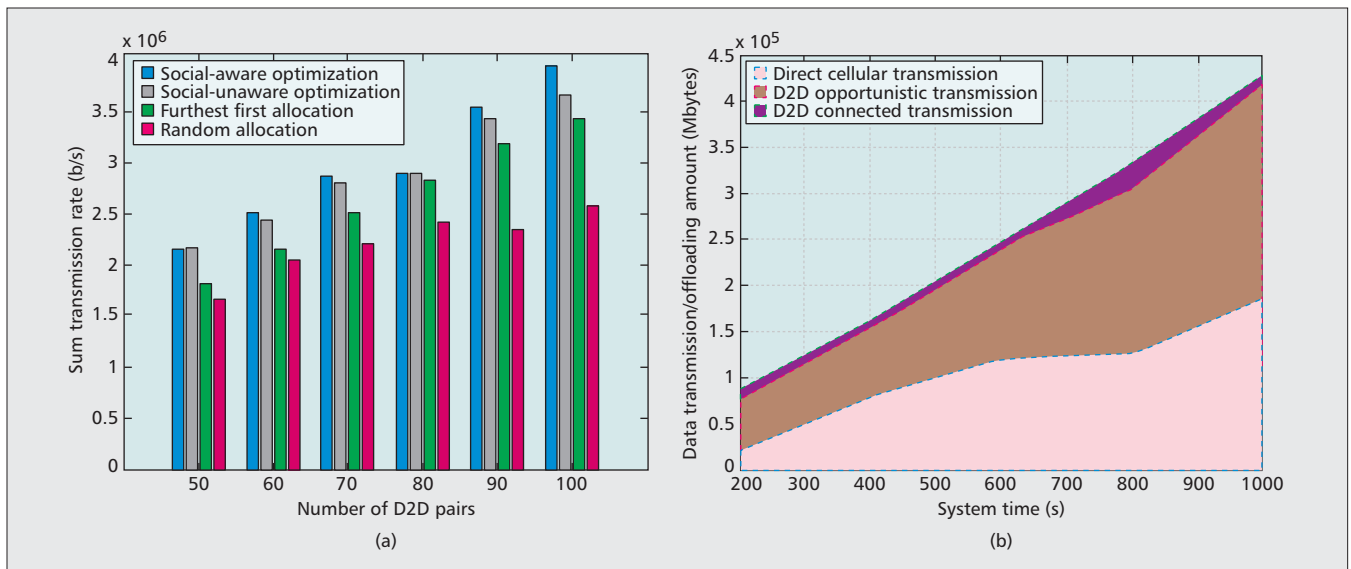 x 10⁶
4
3.5
3
2.5
2
1.5
1
0.5
0
Sum transmission rate (b/s)
Social-aware optimization
Social-unaware optimization
Furthest first allocation
Random allocation
50 60 70 80 90 100
Number of D2D pairs
(a)
4.5 x 10⁵
4
3.5
3
2.5
2
1.5
1
0.5
0
Data transmission/offloading amount (Mbytes)
Direct cellular transmission
D2D opportunistic transmission
D2D connected transmission
200 300 400 500 600 700 800 900 1000
System time (s)
(b)